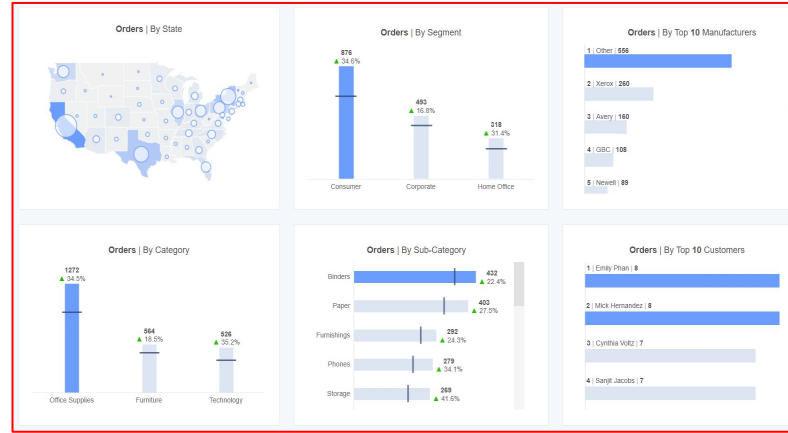 Orders | By State
Orders | By Segment
876
▲ 34.6%
493
▲ 16.8%
318
▲ 31.4%
Consumer
Corporate
Home Office
Orders | By Top 10 Manufacturers
1 | Other | 556
2 | Xerox | 260
3 | Avery | 160
4 | GBC | 108
5 | Newell | 89
Orders | By Category
1272
▲ 34.5%
564
▲ 18.5%
526
▲ 35.2%
Office Supplies
Furniture
Technology
Orders | By Sub-Category
Binders
432
▲ 22.4%
Paper
403
▲ 27.5%
Furnishings
292
▲ 24.3%
Phones
279
▲ 34.1%
Storage
269
▲ 41.6%
Orders | By Top 10 Customers
1 | Emily Phan | 8
2 | Mick Hernandez | 8
3 | Cynthia Voltz | 7
4 | Sanjit Jacobs | 7